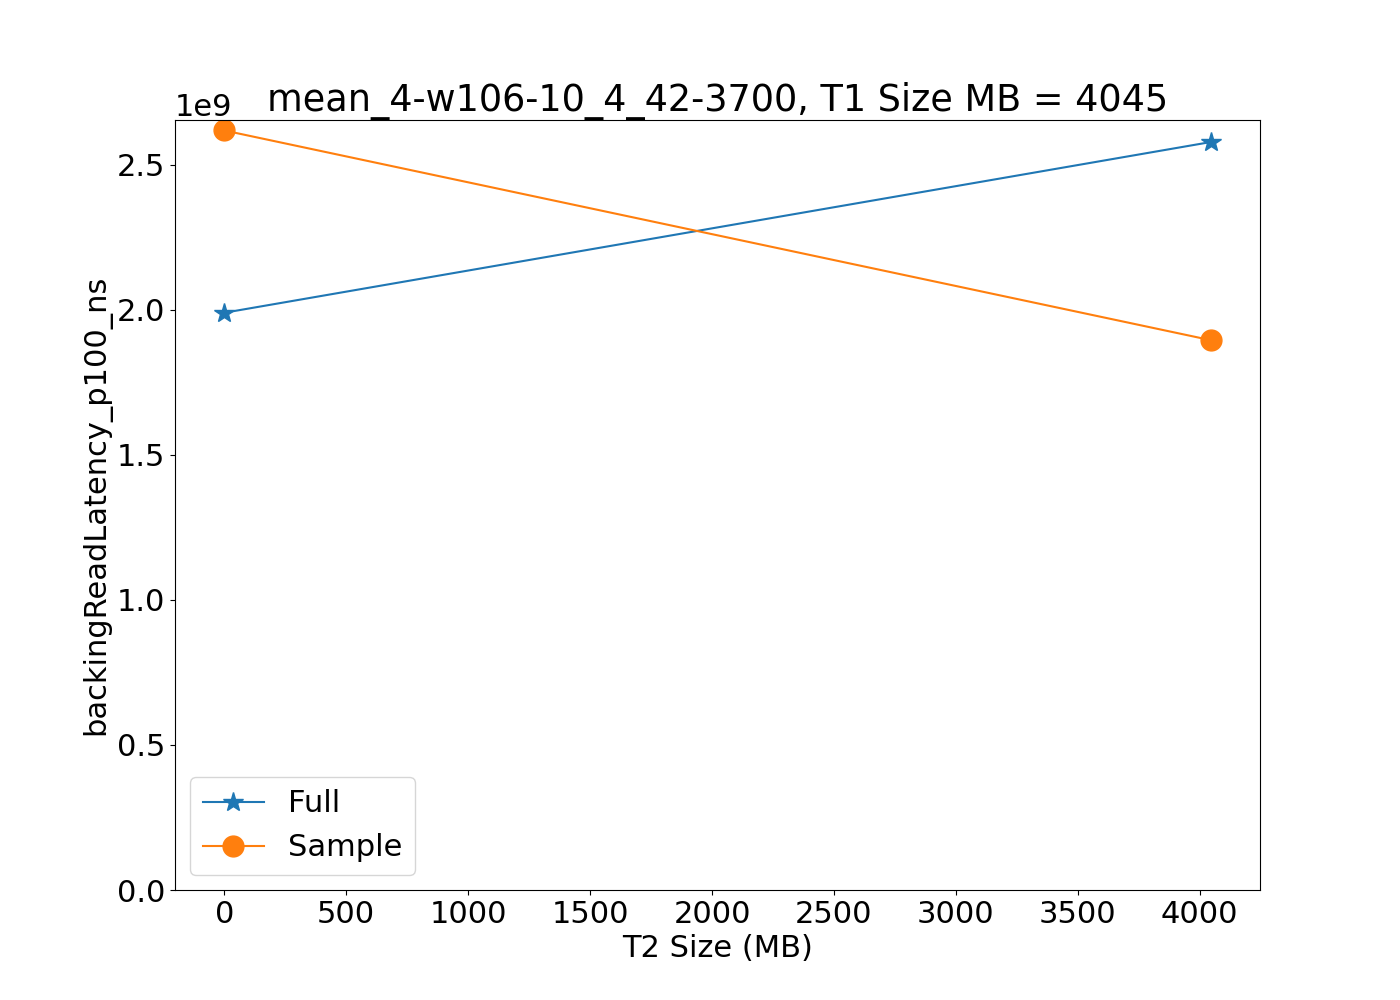 1e9
mean_4-w106-10_4_42-3700, T1 Size MB = 4045
backingReadLatency_p100_ns
2.5
2.0
1.5
1.0
0.5
0.0
Full
Sample
0 500 1000 1500 2000 2500 3000 3500 4000
T2 Size (MB)